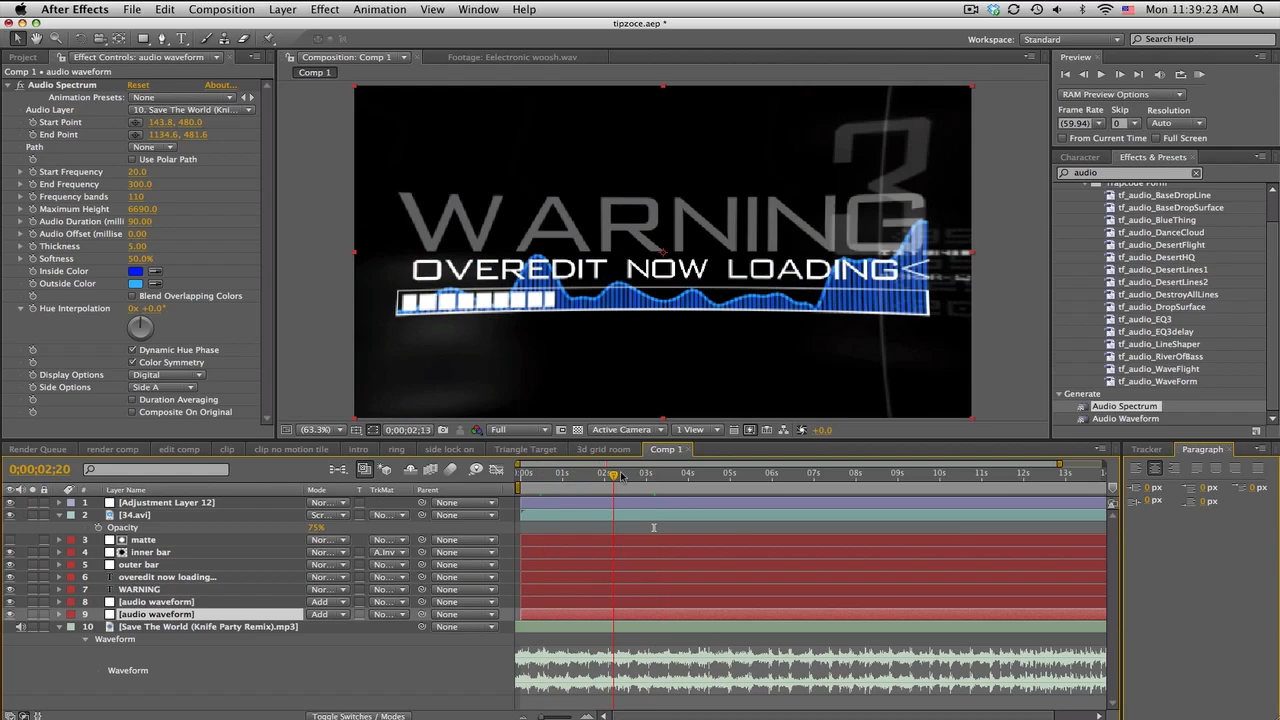 After Effects File Edit Composition Layer Effect Animation View Window Help Mon 11:39:23 AM
tipzoce.aep *
Workspace: Standard Search Help
Project Effect Controls: audio waveform Composition: Comp 1 Footage: Eelectronic woosh.wav Preview
Comp 1 • audio waveform
Comp 1
Audio Spectrum Reset About...
Animation Presets: None
Audio Layer 10. Save The World (Kni...
Start Point 143.8, 480.0
End Point 1134.6, 481.6
Path None
Use Polar Path
Start Frequency 20.0
End Frequency 300.0
Frequency bands 110
Maximum Height 6690.0
Audio Duration (milli 90.00
Audio Offset (millise 0.00
Thickness 5.00
Softness 50.0%
Inside Color
Outside Color
Blend Overlapping Colors
Hue Interpolation 0x +0.0°
Dynamic Hue Phase
Color Symmetry
Display Options Digital
Side Options Side A
Duration Averaging
Composite On Original
3
WARNING
OVEREDIT NOW LOADING<
(63.3%) 0;00;02;13 Full Active Camera 1 View +0.0
RAM Preview Options
Frame Rate Skip Resolution
(59.94) 0 Auto
From Current Time Full Screen
Character Effects & Presets
audio
Trapcode Form
tf_audio_BaseDropLine
tf_audio_BaseDropSurface
tf_audio_BlueThing
tf_audio_DanceCloud
tf_audio_DesertFlight
tf_audio_DesertHQ
tf_audio_DesertLines1
tf_audio_DesertLines2
tf_audio_DestroyAllLines
tf_audio_DropSurface
tf_audio_EQ3
tf_audio_EQ3delay
tf_audio_LineShaper
tf_audio_RiverOfBass
tf_audio_WaveFlight
tf_audio_WaveForm
Generate
Audio Spectrum
Audio Waveform
Render Queue render comp edit comp clip clip no motion tile Intro ring side lock on Target 3d grid room Comp 1
Tracker Paragraph
0;00;02;20
0:00s 01s 02s 03s 04s 05s 06s 07s 08s 09s 10s 11s 12s 13s
# Layer Name Mode T TrkMat Parent
1 [Adjustment Layer 12] Nor... None
2 [34.avi] Scr... No... None
Opacity 75%
3 matte Nor... No... None
4 inner bar Nor... A.Inv None
5 outer bar Nor... No... None
6 overedit now loading... Nor... No... None
7 WARNING Nor... No... None
8 [audio waveform] Add No... None
9 [audio waveform] Add No... None
10 [Save The World (Knife Party Remix).mp3] None
Waveform
Waveform
Toggle Switches / Modes
0 px 0 px 0 px
0 px 0 px